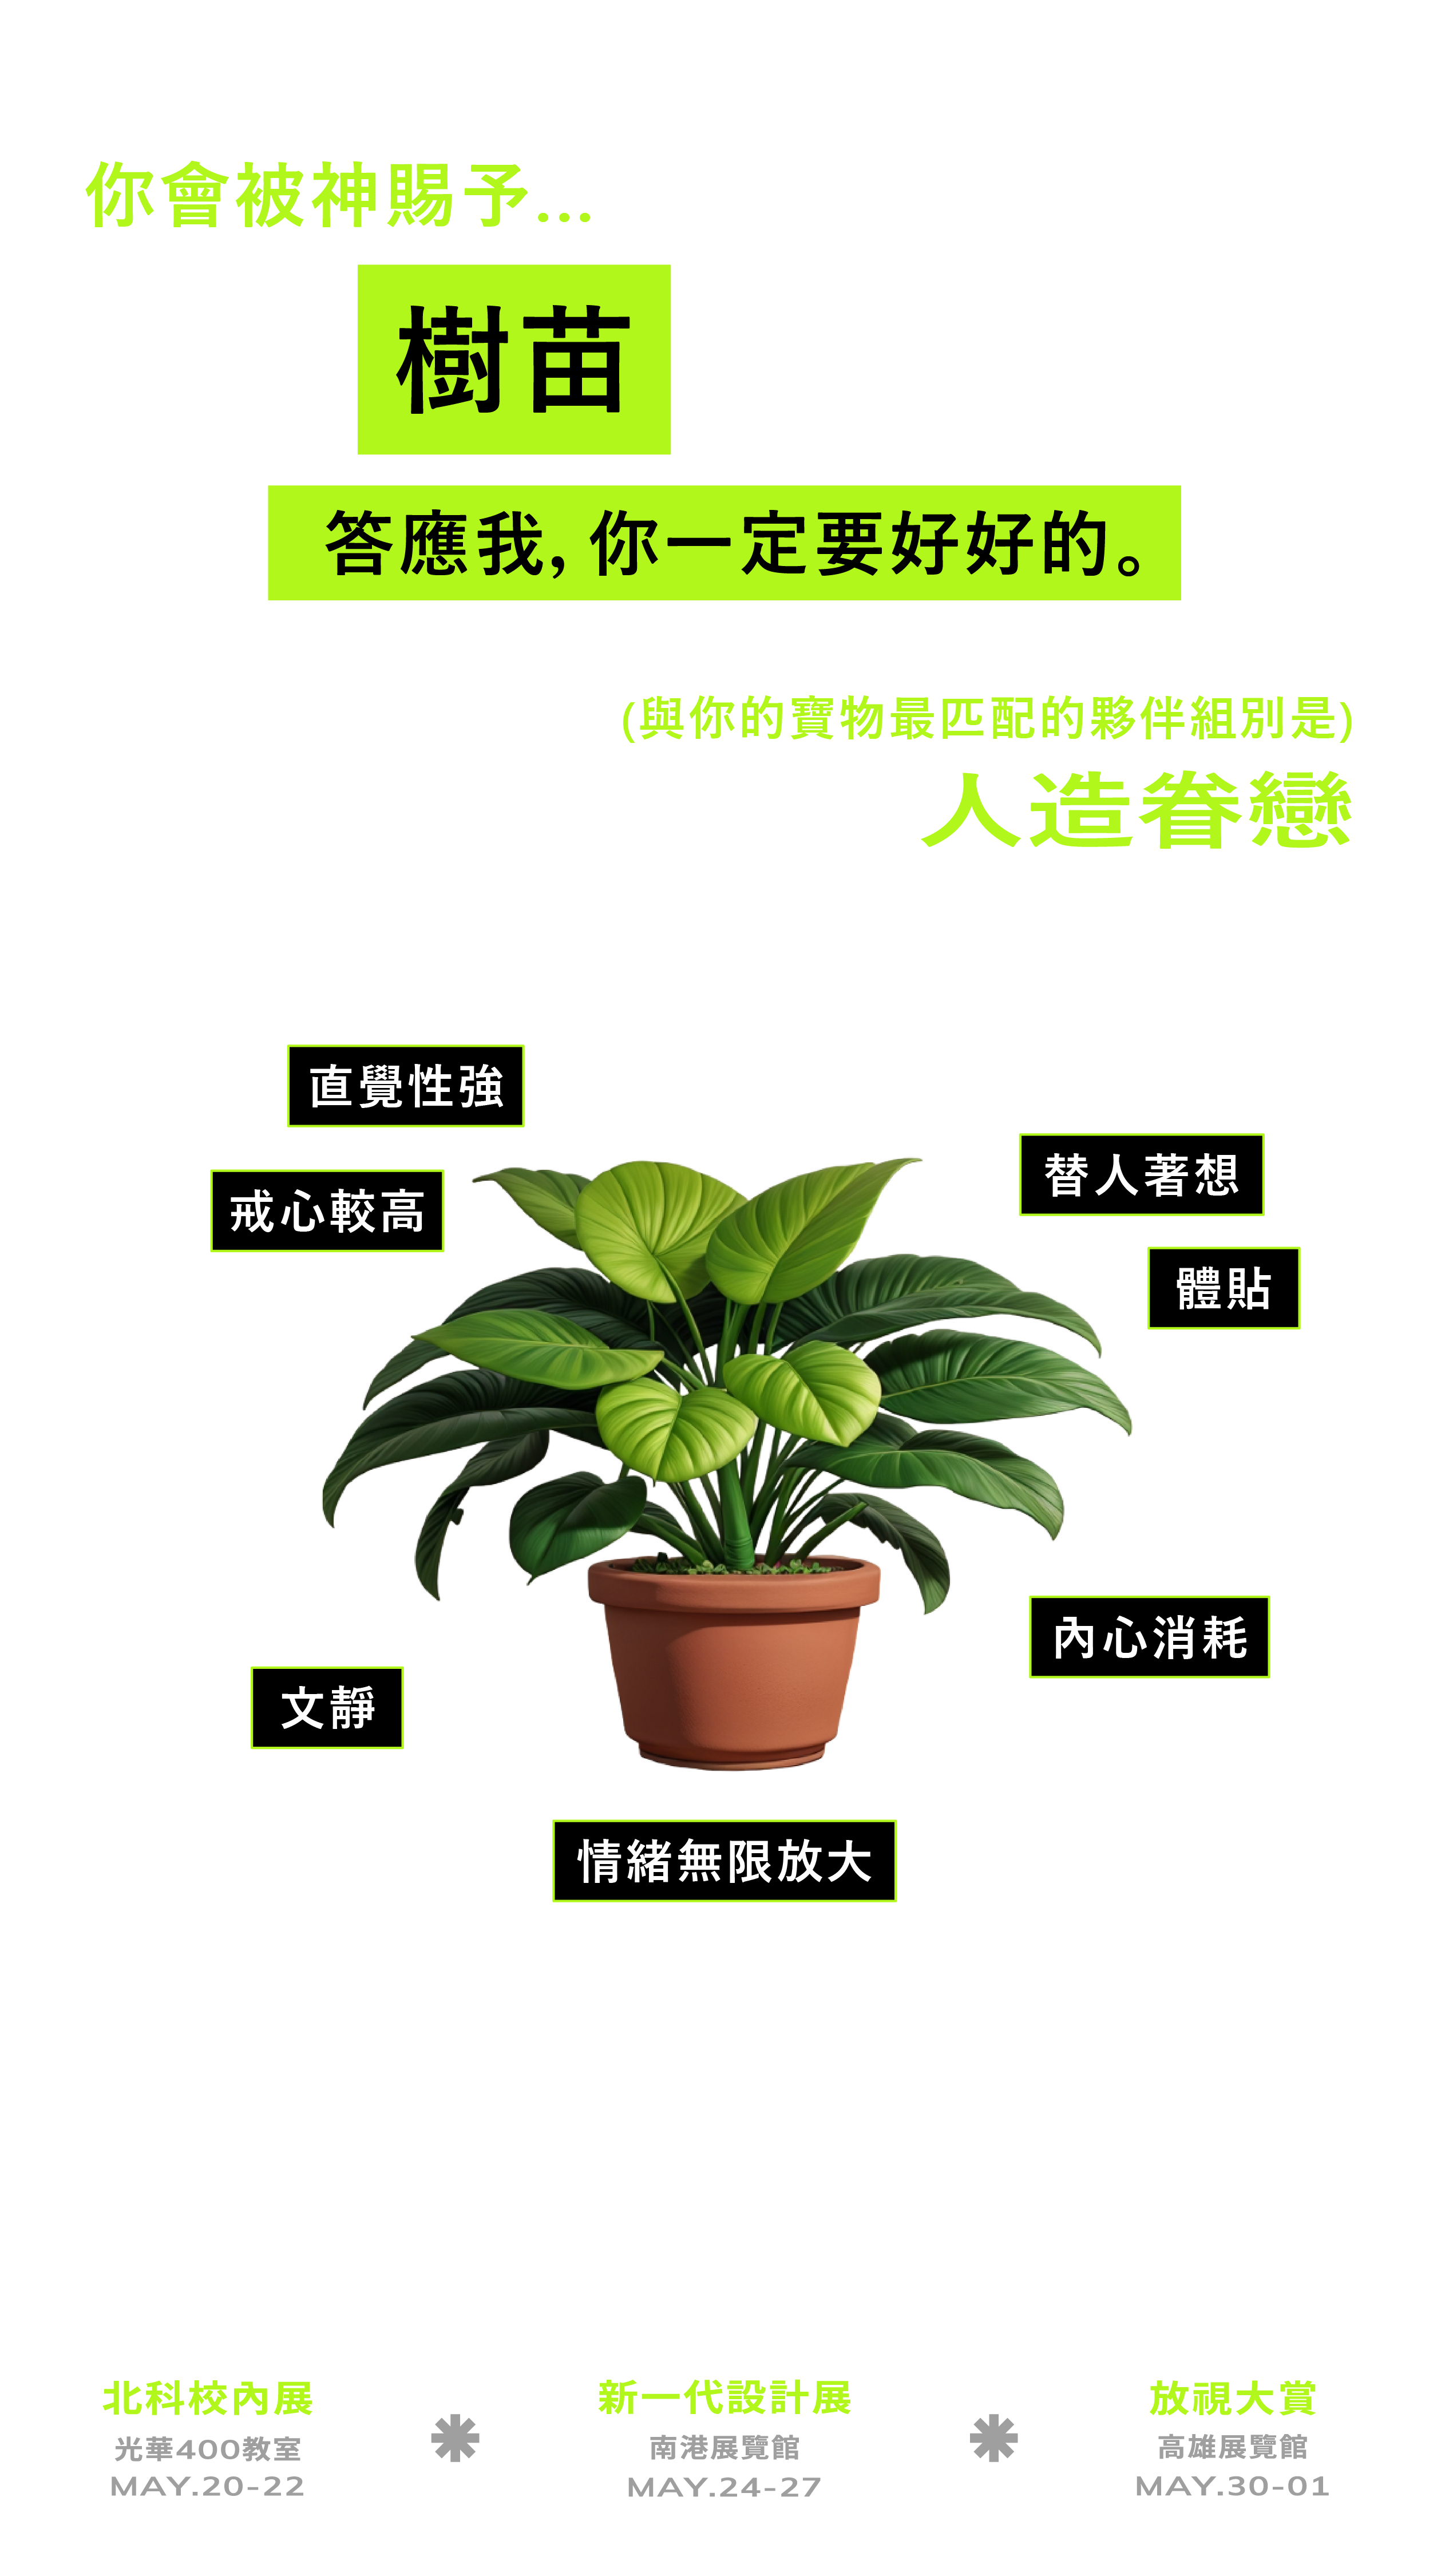 你會被神賜予...
樹苗
答應我,你一定要好好的。
(與你的寶物最匹配的夥伴組別是)
人造眷戀
直覺性強
替人著想
戒心較高
體貼
內心消耗
文靜
情緒無限放大
北科校內展
光華400教室
MAY.20-22
新一代設計展
南港展覽館
MAY.24-27
放視大賞
高雄展覽館
MAY.30-01